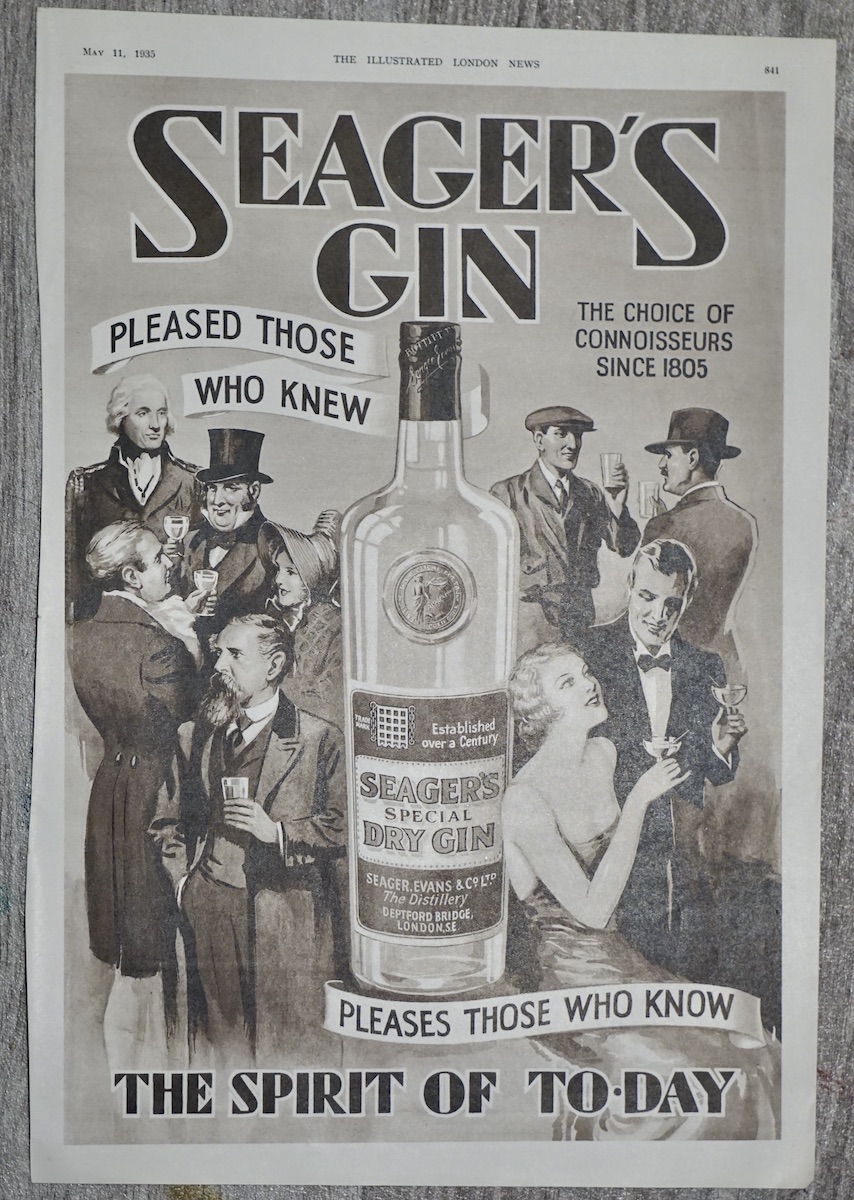 MAY 11, 1935
THE ILLUSTRATED LONDON NEWS
841
SEAGER'S
GIN
PLEASED THOSE
WHO KNEW
THE CHOICE OF
CONNOISSEURS
SINCE 1805
TRADE
MARK
Established
over a Century
SEAGER'S
SPECIAL
DRY GIN
SEAGER, EVANS & CO LTD
The Distillery
DEPTFORD BRIDGE,
LONDON, S.E.
PLEASES THOSE WHO KNOW
THE SPIRIT OF TO·DAY